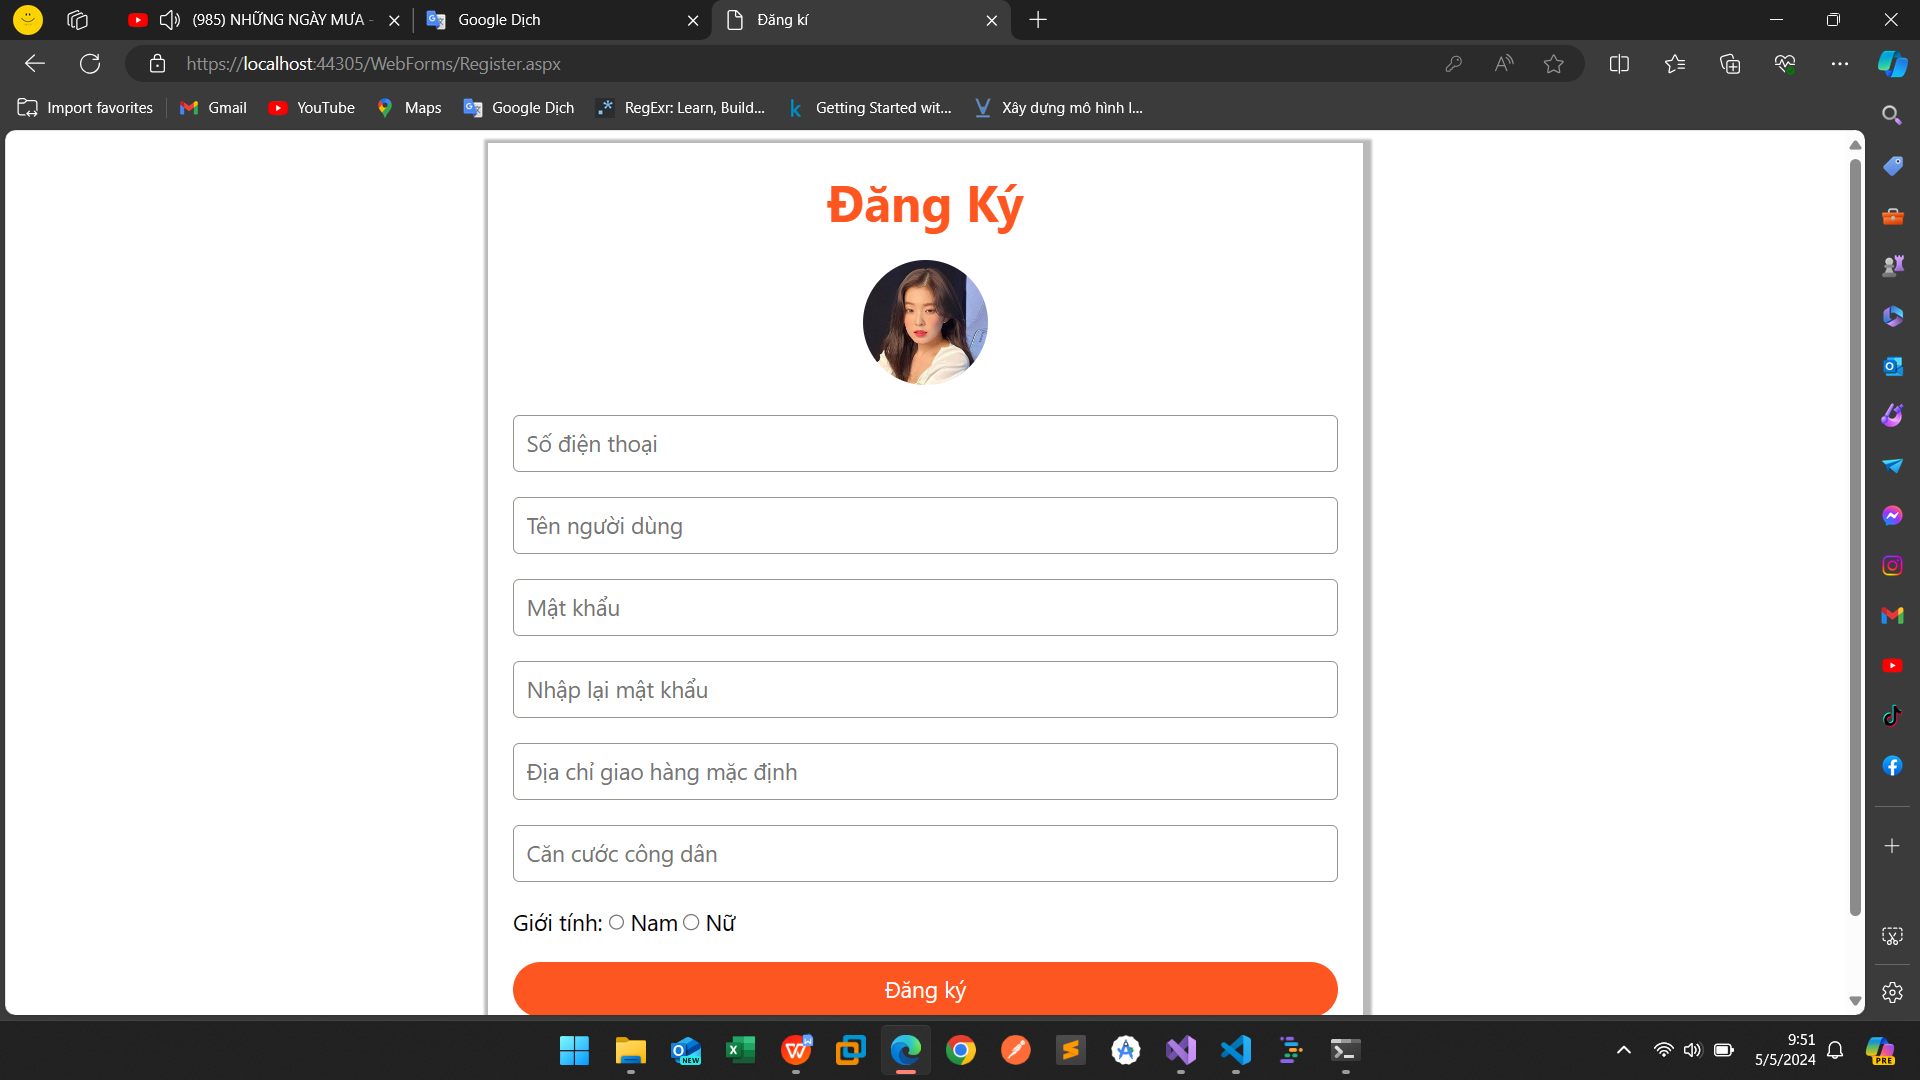 (985) NHỮNG NGÀY MƯA -
Google Dịch
Đăng kí
https://localhost:44305/WebForms/Register.aspx
Import favorites
Gmail
YouTube
Maps
Google Dịch
RegExr: Learn, Build...
Getting Started wit...
Xây dựng mô hình l...
Đăng Ký
Số điện thoại
Tên người dùng
Mật khẩu
Nhập lại mật khẩu
Địa chỉ giao hàng mặc định
Căn cước công dân
Giới tính: Nam Nữ
Đăng ký
NEW
9:51
5/5/2024
PRE